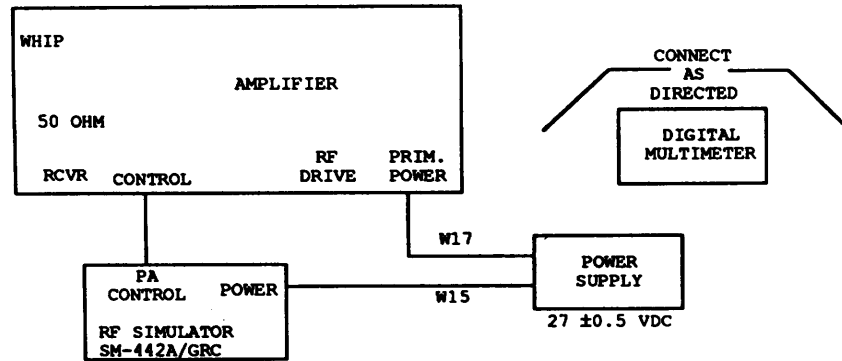 WHIP
AMPLIFIER
50 OHM
RCVR
CONTROL
RF
DRIVE
PRIM.
POWER
CONNECT
AS
DIRECTED
DIGITAL
MULTIMETER
W17
W15
PA
CONTROL
POWER
RF SIMULATOR
SM-442A/GRC
POWER
SUPPLY
27 ±0.5 VDC